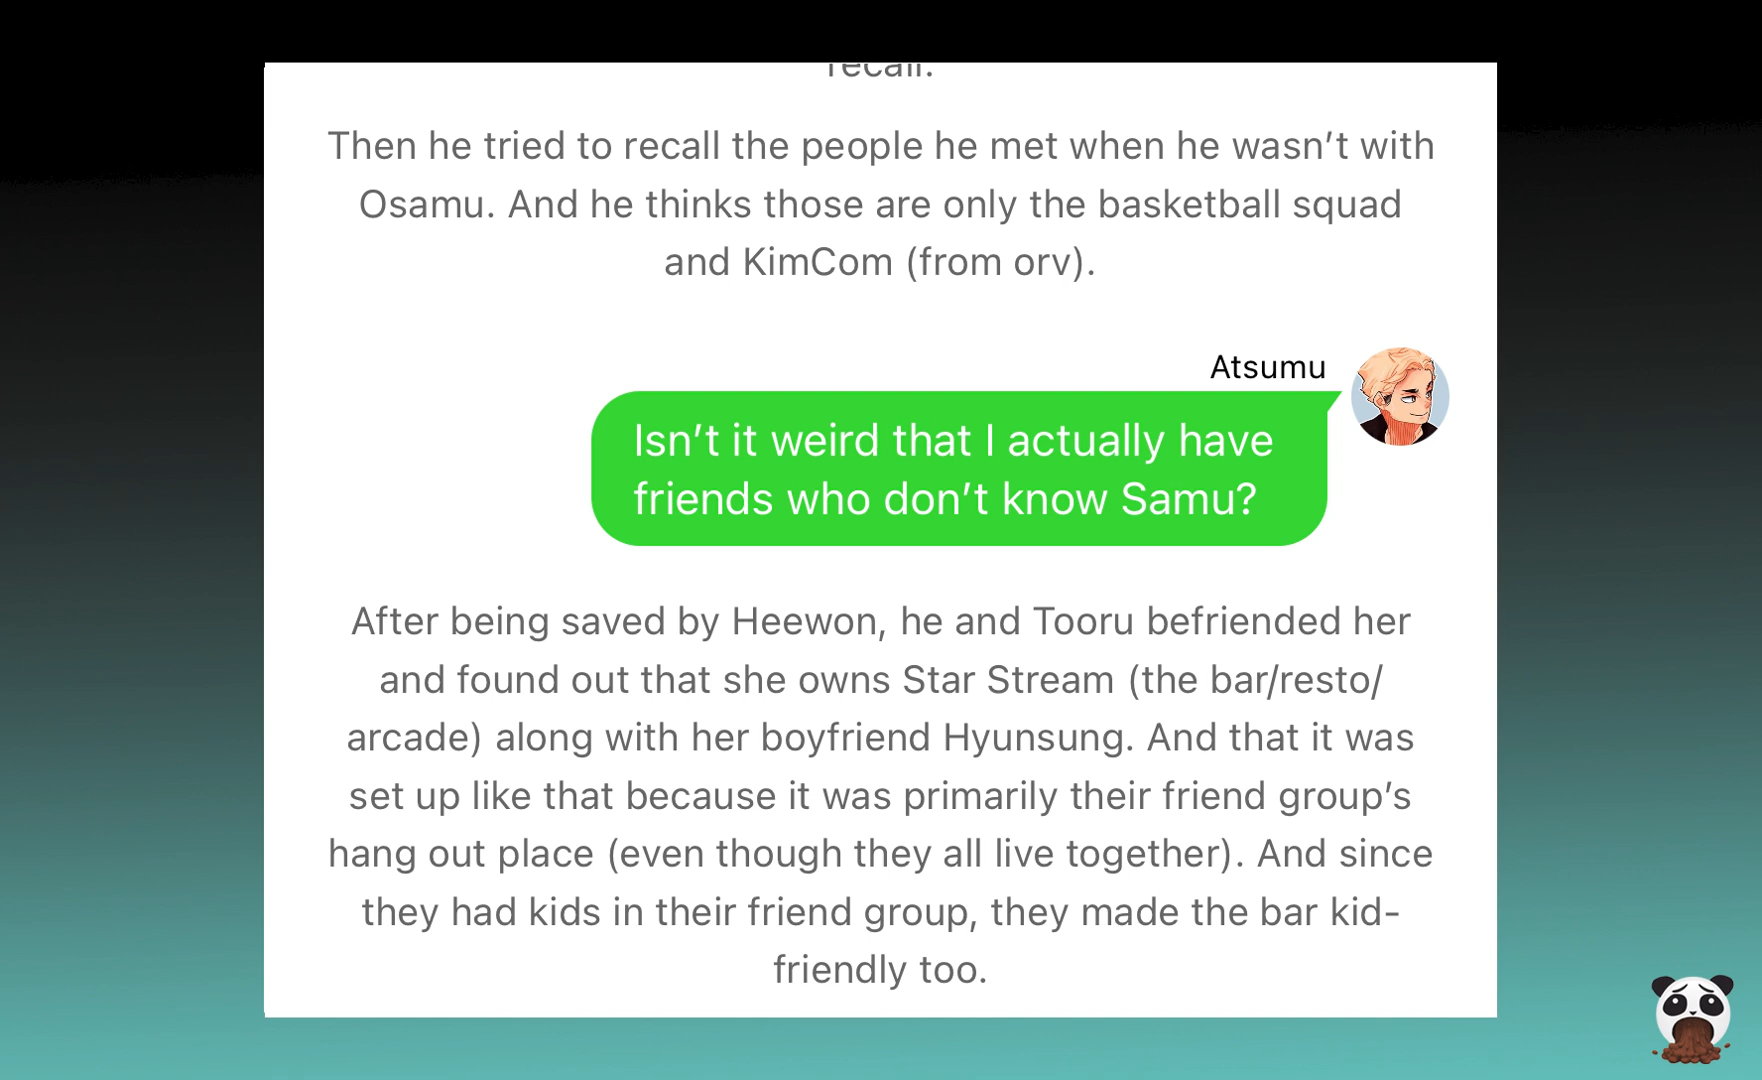 recall.
Then he tried to recall the people he met when he wasn’t with
Osamu. And he thinks those are only the basketball squad
and KimCom (from orv).
Atsumu
Isn’t it weird that I actually have
friends who don’t know Samu?
After being saved by Heewon, he and Tooru befriended her
and found out that she owns Star Stream (the bar/resto/
arcade) along with her boyfriend Hyunsung. And that it was
set up like that because it was primarily their friend group’s
hang out place (even though they all live together). And since
they had kids in their friend group, they made the bar kid-
friendly too.